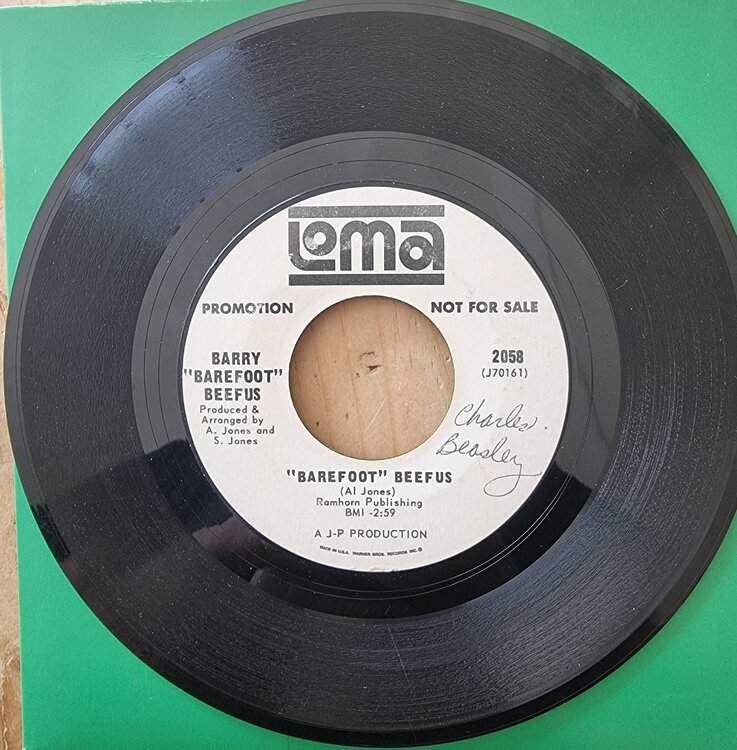 Loma
PROMOTION NOT FOR SALE
BARRY
"BAREFOOT"
BEEFUS
Produced &
Arranged by
A. Jones and
S. Jones
2058
(J70161)
Charles.
Beasley
"BAREFOOT" BEEFUS
(Al Jones)
Ramhorn Publishing
BMI -2:59
A J-P PRODUCTION
MADE IN U.S.A. WARNER BROS. RECORDS INC. ©